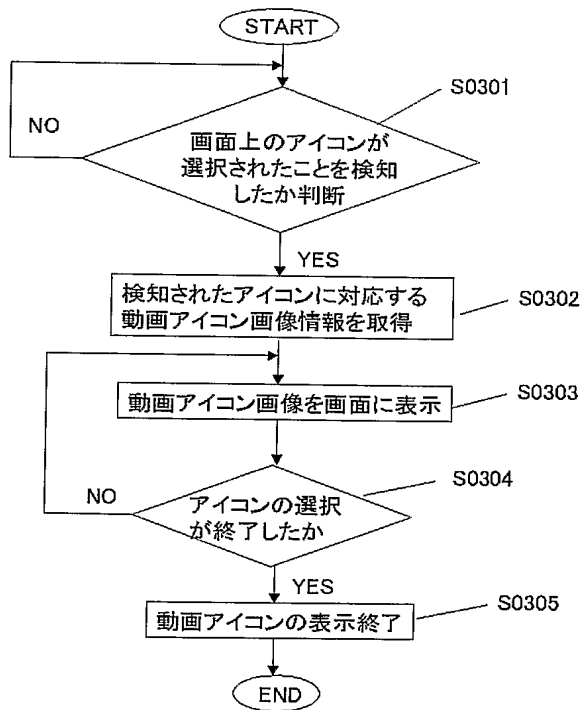 START
S0301
NO
画面上のアイコンが
選択されたことを検知
したか判断
YES
検知されたアイコンに対応する
動画アイコン画像情報を取得
S0302
動画アイコン画像を画面に表示
S0303
S0304
NO
アイコンの選択
が終了したか
YES
S0305
動画アイコンの表示終了
END